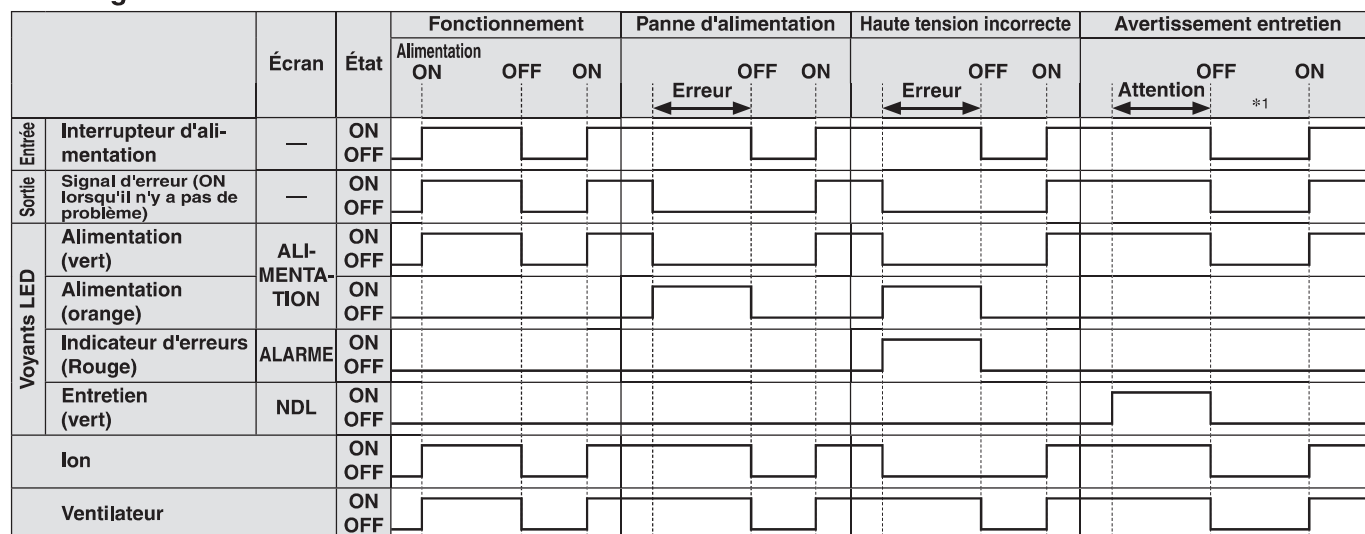 Fonctionnement Panne d'alimentation Haute tension incorrecte Avertissement entretien
Écran État Alimentation
ON OFF ON OFF ON OFF ON OFF ON
Erreur Erreur Attention *1
Entrée Interrupteur d'ali-
mentation — ON
OFF
Sortie Signal d'erreur (ON
lorsqu'il n'y a pas de
problème) — ON
OFF
Voyants LED
Alimentation
(vert) ALI-
MENTA-
TION ON
OFF
Alimentation
(orange) ON
OFF
Indicateur d'erreurs
(Rouge) ALARME ON
OFF
Entretien
(vert) NDL ON
OFF
Ion ON
OFF
Ventilateur ON
OFF